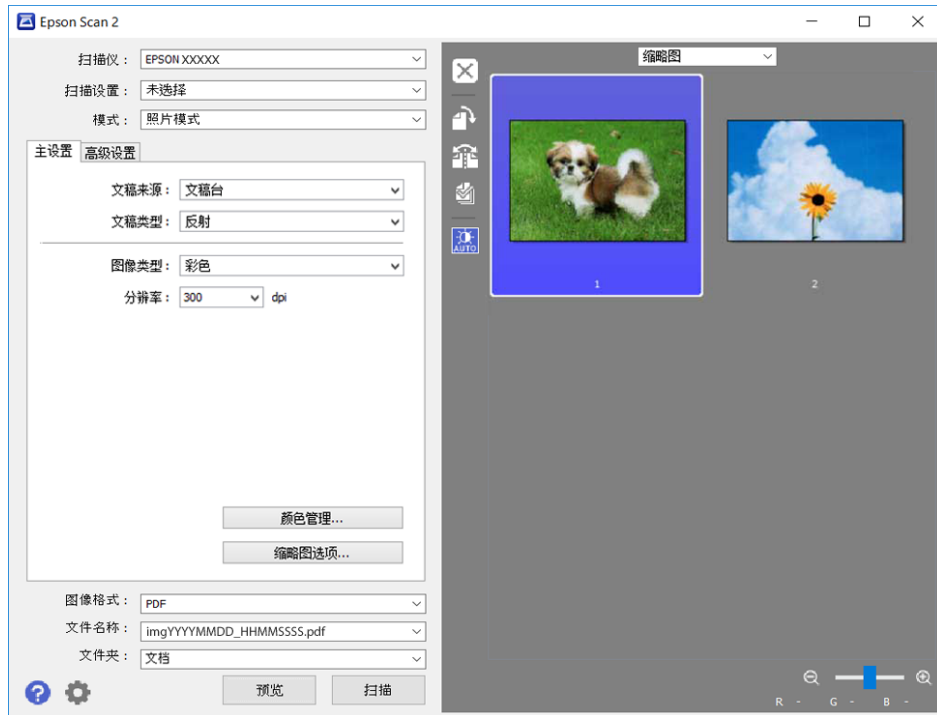 Epson Scan 2
扫描仪： EPSON XXXXX
扫描设置： 未选择
模式： 照片模式
主设置 高级设置
文稿来源： 文稿台
文稿类型： 反射
图像类型： 彩色
分辨率： 300 dpi
颜色管理...
缩略图选项...
图像格式： PDF
文件名称： imgYYYYMMDD_HHMMSSSS.pdf
文件夹： 文档
? 预览 扫描
缩略图
AUTO
1 2
R - G - B -